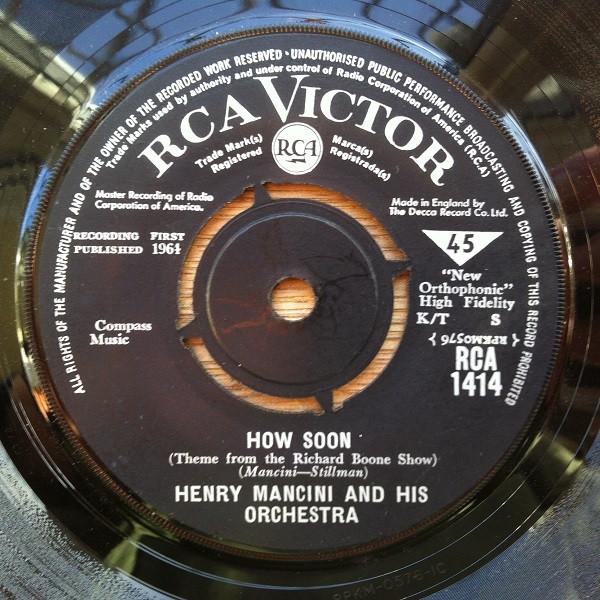 ALL RIGHTS OF THE MANUFACTURER AND OF THE OWNER OF THE RECORDED WORK RESERVED · UNAUTHORISED PUBLIC PERFORMANCE BROADCASTING AND COPYING OF THIS RECORD PROHIBITED
Trade Marks used by authority and under control of Radio Corporation of America (R.C.A)
RCA VICTOR
Trade Mark(s)
Registered
RCA
Marca(s)
Registrada(s)
Master Recording of Radio
Corporation of America.
Made in England by
The Decca Record Co. Ltd.
RECORDING FIRST
PUBLISHED 1964
45
"New
Orthophonic"
High Fidelity
K/T S
Compass
Music
RCA
1414
HOW SOON
(Theme from the Richard Boone Show)
(Mancini—Stillman)
HENRY MANCINI AND HIS
ORCHESTRA